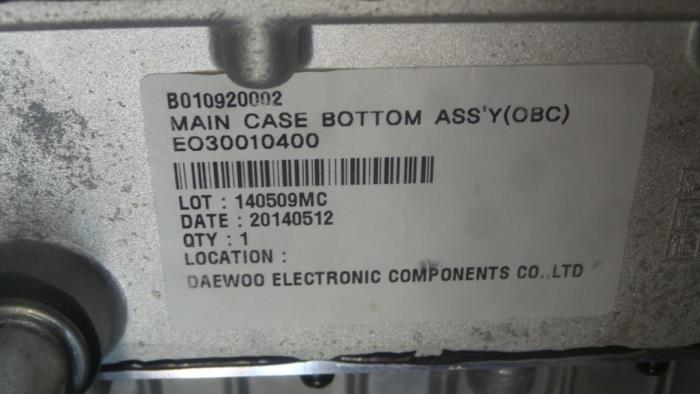 B010920002
MAIN CASE BOTTOM ASS'Y(OBC)
EO30010400
LOT : 140509MC
DATE : 20140512
QTY : 1
LOCATION :
DAEWOO ELECTRONIC COMPONENTS CO.,LTD